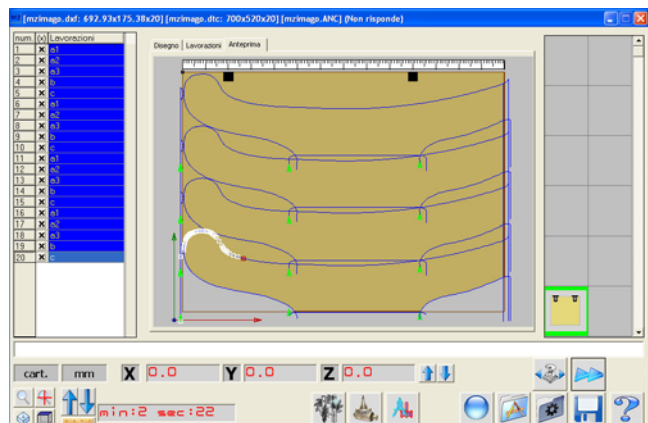 [mzimago.dxf: 692.93x175.38x20] [mzimago.dtc: 700x520x20] [mzimago.ANC] (Non risponde)
num. (x) Lavorazioni
Disegno Lavorazioni Anteprima
1 x a1
2 x a2
3 x a3
4 x b
5 x c
6 x a1
7 x a2
8 x a3
9 x b
10 x c
11 x a1
12 x a2
13 x a3
14 x b
15 x c
16 x a1
17 x a2
18 x a3
19 x b
20 x c
cart. mm X 0.0 Y 0.0 Z 0.0
min:2 sec:22